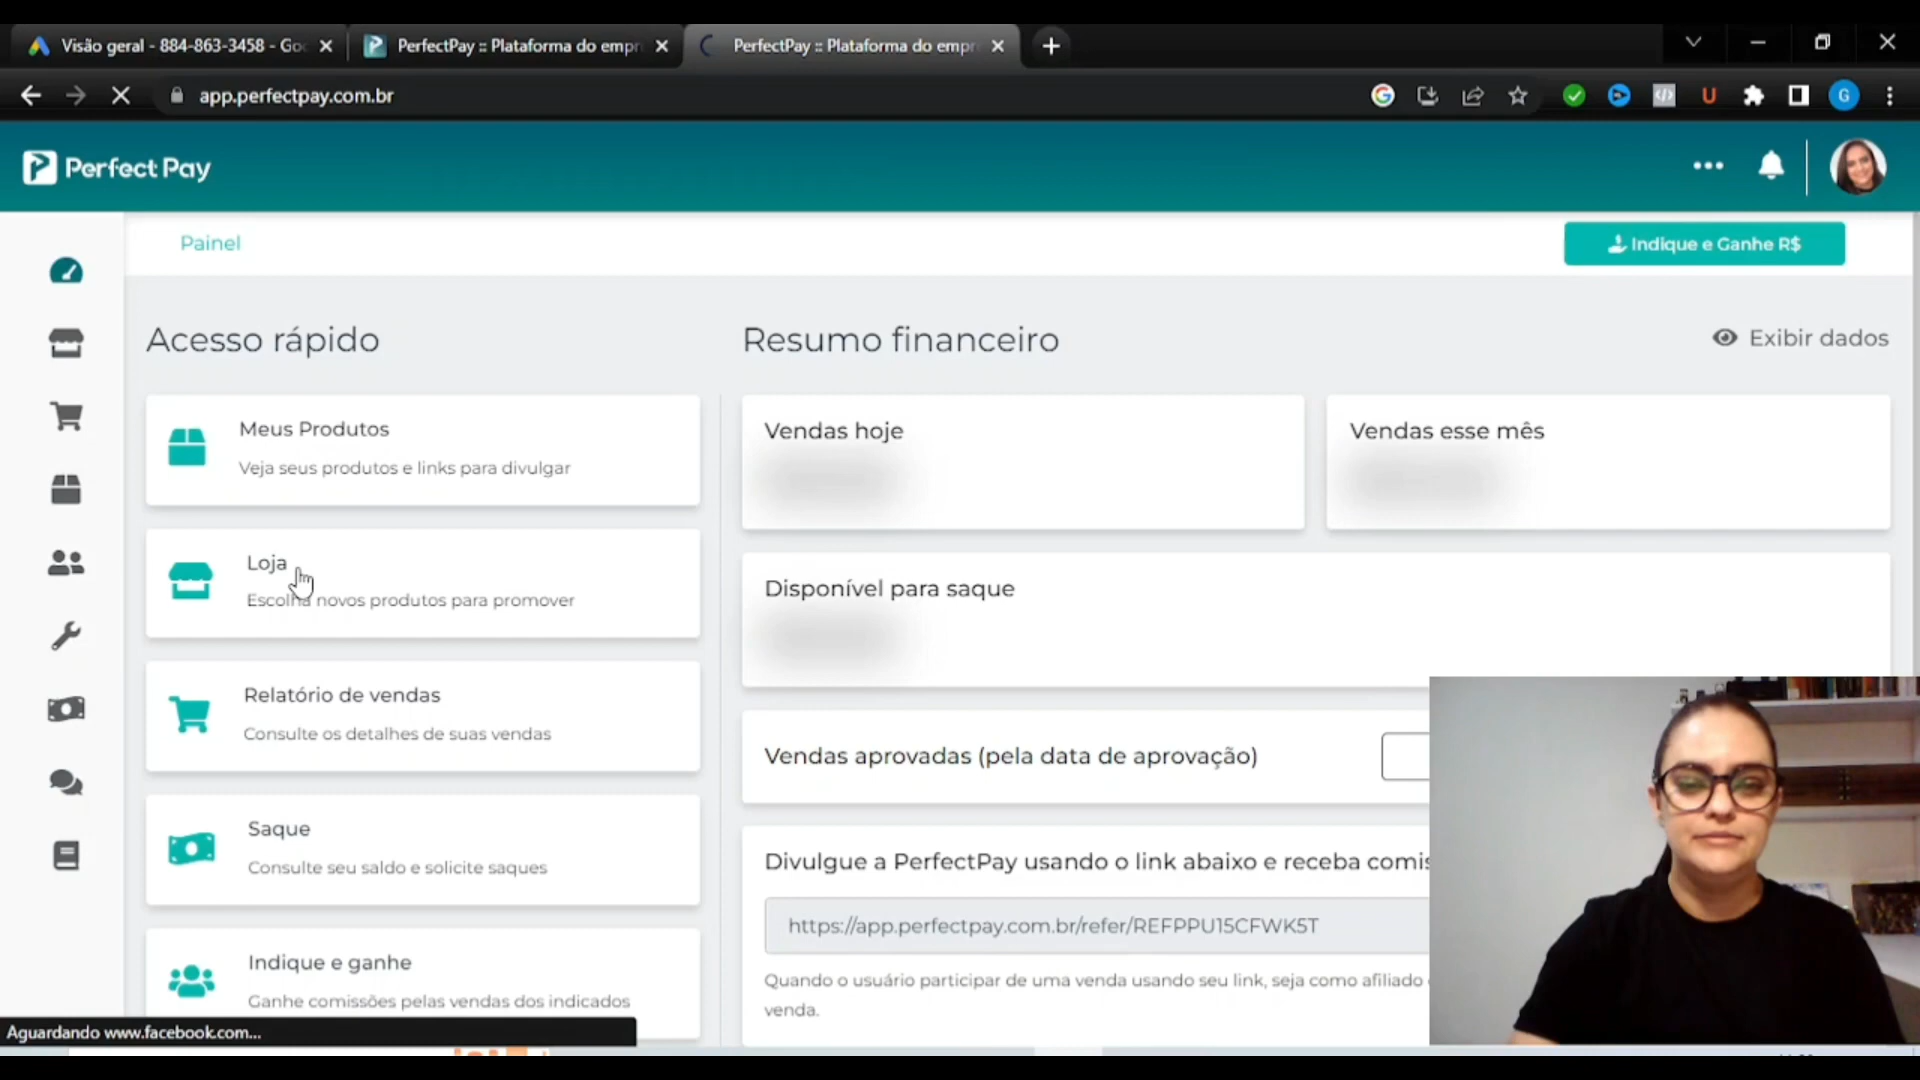 Visão geral - 884-863-3458 - Goo
PerfectPay :: Plataforma do empr
PerfectPay :: Plataforma do empr
app.perfectpay.com.br
G
U
G
Perfect Pay
Painel
Indique e Ganhe R$
Acesso rápido
Resumo financeiro
Exibir dados
Meus Produtos
Veja seus produtos e links para divulgar
Vendas hoje
Vendas esse mês
Loja
Escolha novos produtos para promover
Disponível para saque
Relatório de vendas
Consulte os detalhes de suas vendas
Vendas aprovadas (pela data de aprovação)
Saque
Consulte seu saldo e solicite saques
Divulgue a PerfectPay usando o link abaixo e receba comis
https://app.perfectpay.com.br/refer/REFPPU15CFWK5T
Indique e ganhe
Ganhe comissões pelas vendas dos indicados
Quando o usuário participar de uma venda usando seu link, seja como afiliado
venda.
Aguardando www.facebook.com...